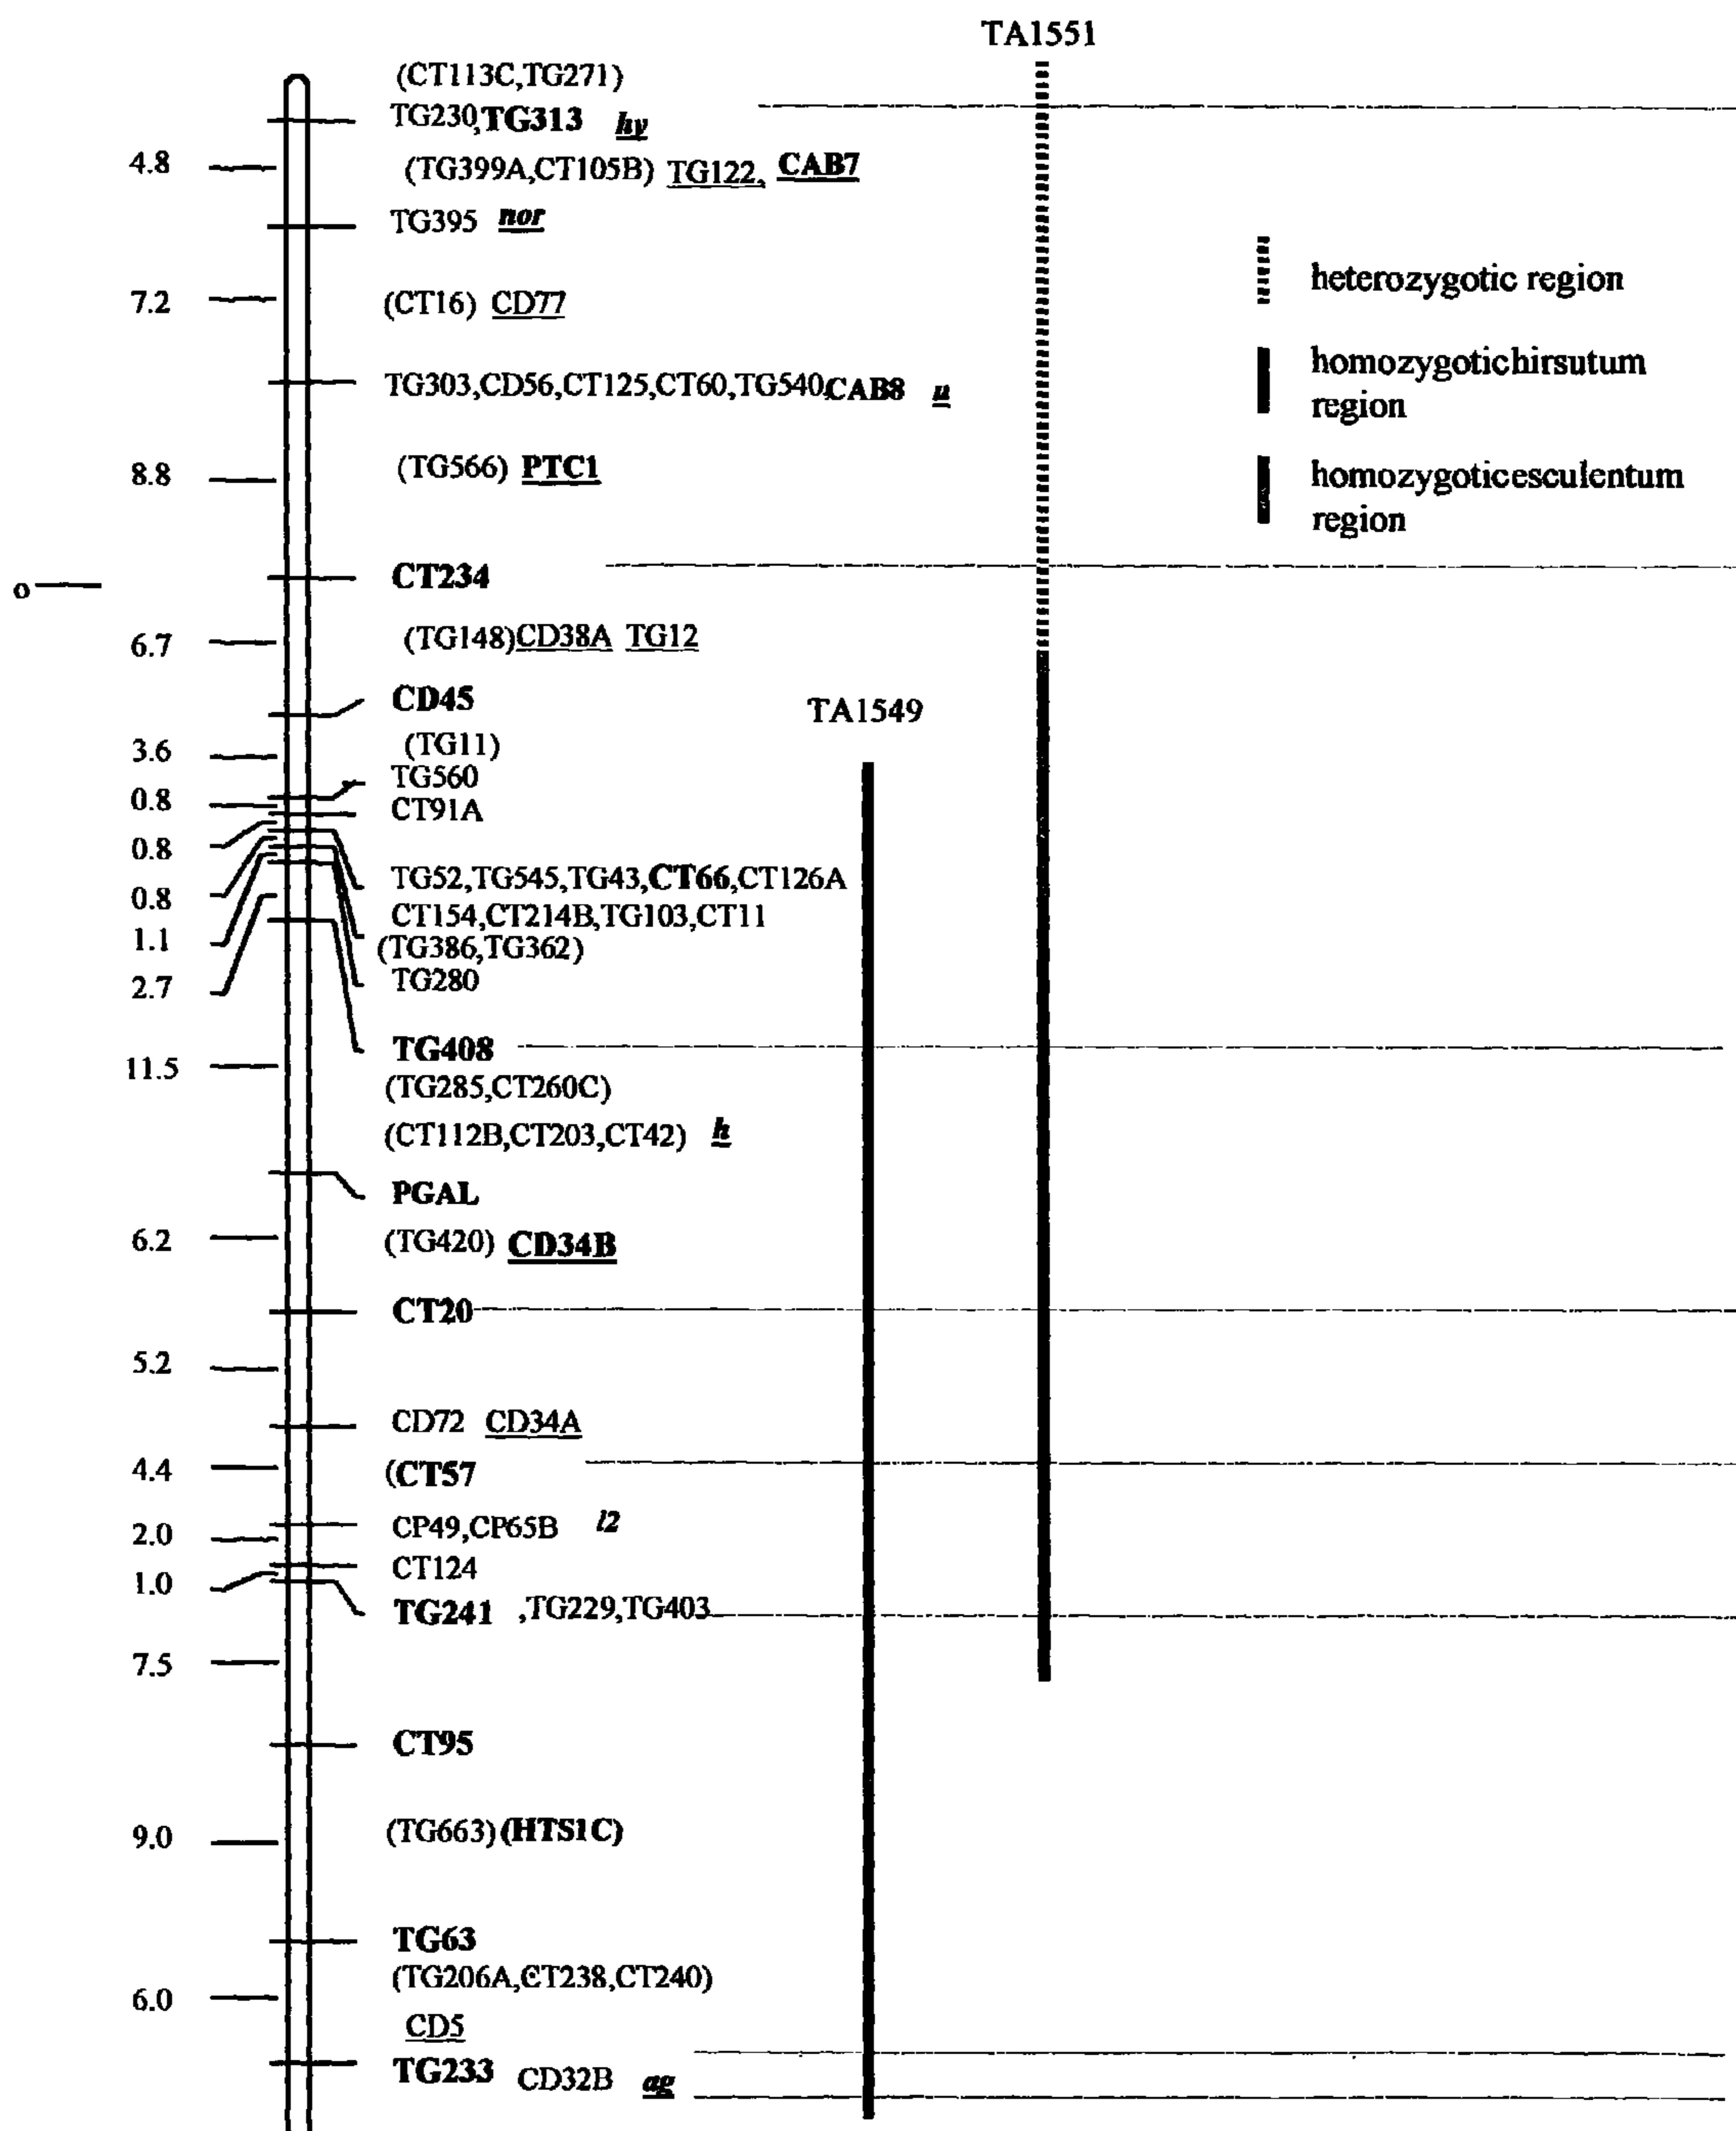 TA1551
(CT113C,TG271)
TG230,TG313 hy
4.8 (TG399A,CT105B) TG122, CAB7
TG395 nor
7.2 (CT16) CD77
TG303,CD56,CT125,CT60,TG540,CAB8 u
8.8 (TG566) PTC1
heterozygotic region
homozygotichirsutum
region
homozygoticesculentum
region
o CT234
6.7 (TG148)CD38A TG12
CD45
TA1549
3.6 (TG11)
TG560
0.8 CT91A
0.8
TG52,TG545,TG43,CT66,CT126A
0.8 CT154,CT214B,TG103,CT11
1.1 (TG386,TG362)
2.7 TG280
TG408
11.5 (TG285,CT260C)
(CT112B,CT203,CT42) h
PGAL
6.2 (TG420) CD34B
CT20
5.2
CD72 CD34A
4.4 (CT57
2.0 CP49,CP65B l2
CT124
1.0
TG241 ,TG229,TG403
7.5
CT95
9.0 (TG663)(HTS1C)
TG63
(TG206A,CT238,CT240)
6.0
CD5
TG233 CD32B ag